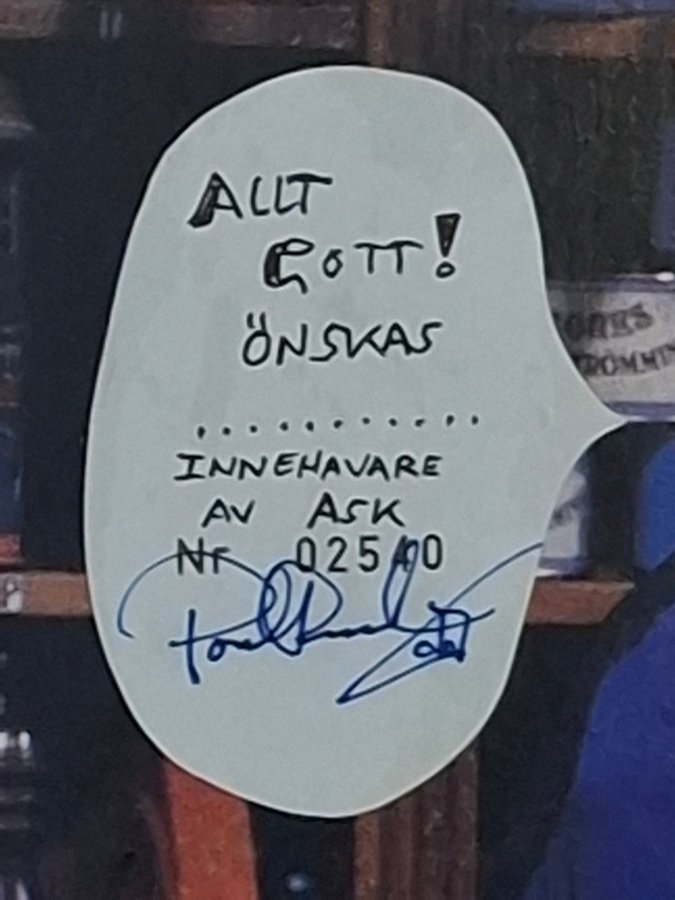 ALLT
GOTT!
ÖNSKAS
............
INNEHAVARE
AV ASK
Nr 02540